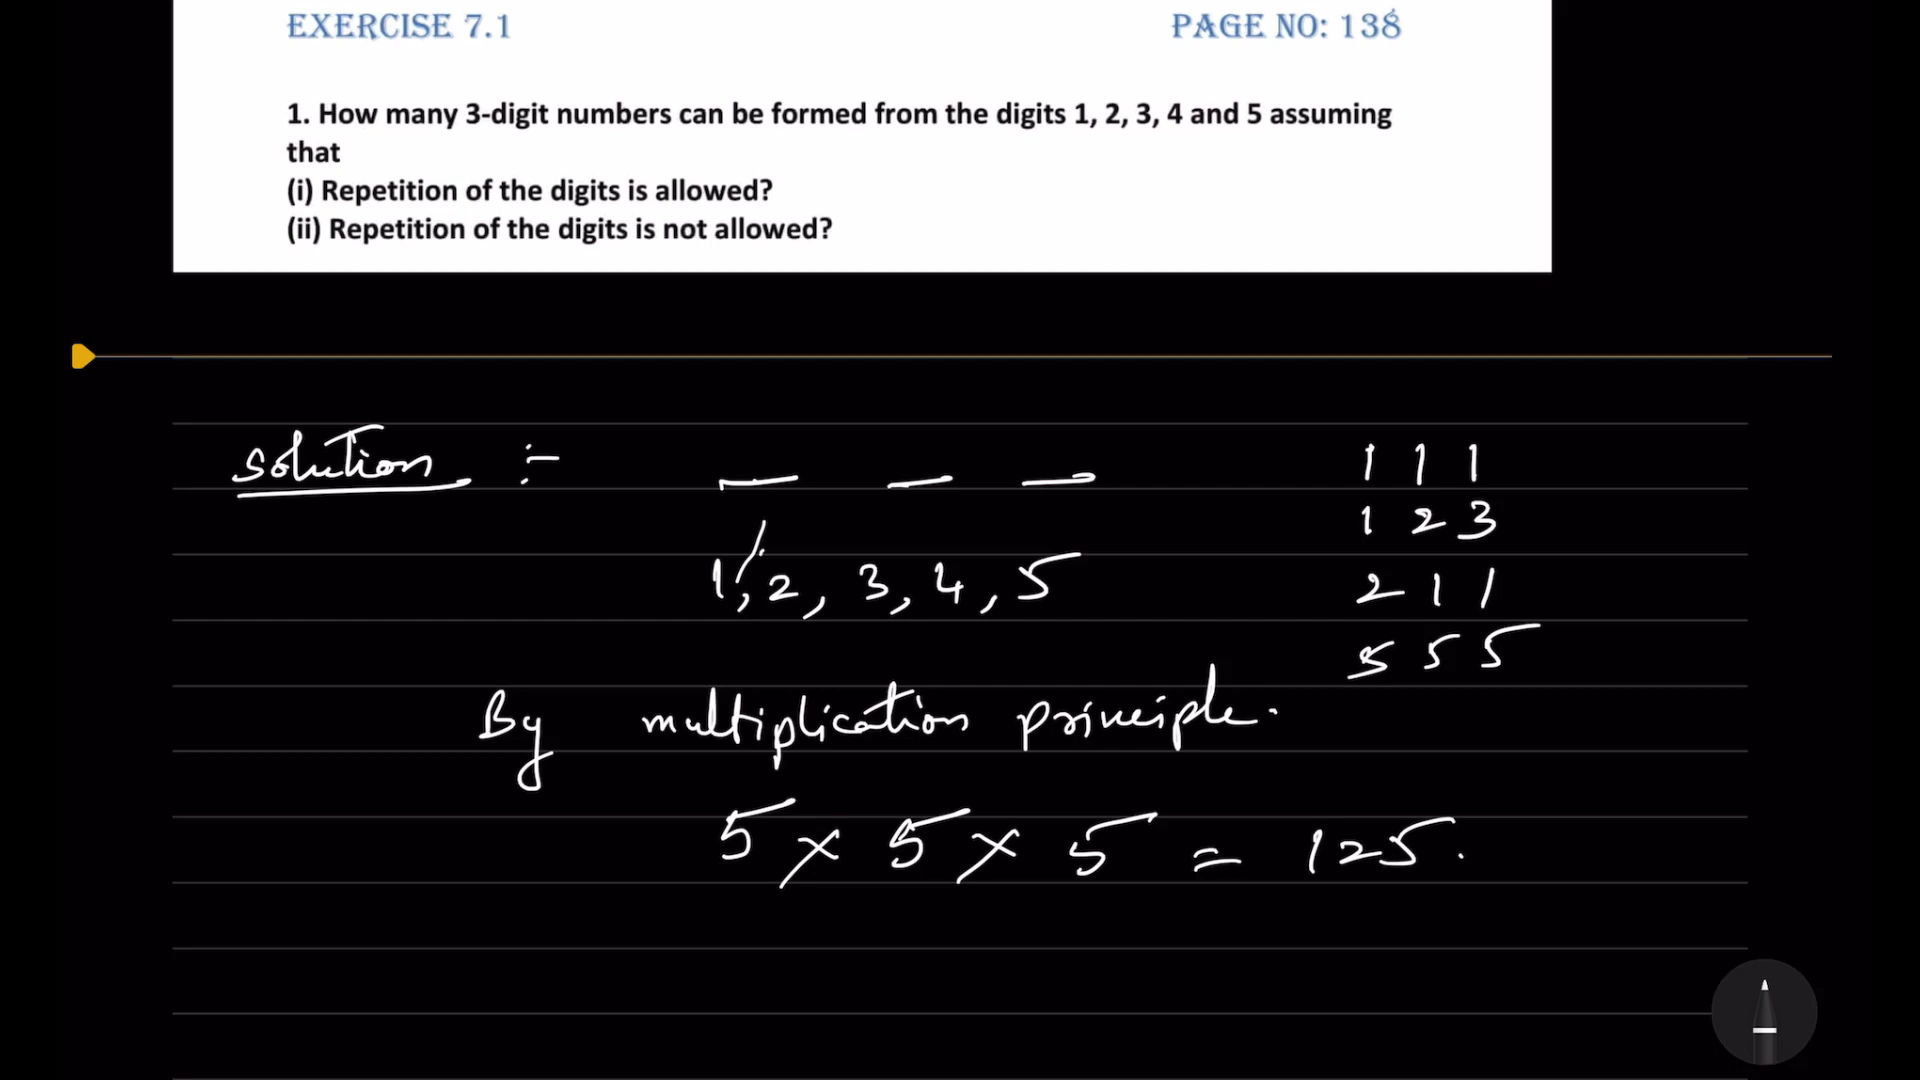 EXERCISE 7.1 PAGE NO: 138
1. How many 3-digit numbers can be formed from the digits 1, 2, 3, 4 and 5 assuming
that
(i) Repetition of the digits is allowed?
(ii) Repetition of the digits is not allowed?
solution :-
1 1 1
1 2 3
1, 2, 3, 4, 5
2 1 1
5 5 5
By multiplication principle.
5 × 5 × 5 = 125.